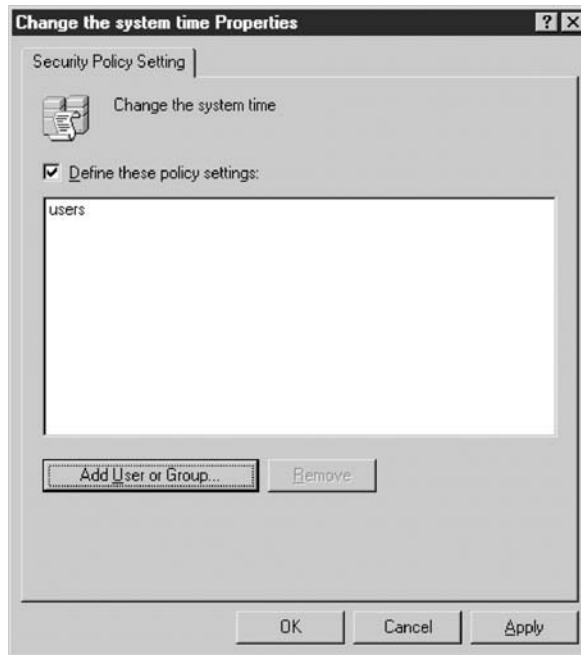 Change the system time Properties
Security Policy Setting
Change the system time
Define these policy settings:
users
Add User or Group...
Remove
OK
Cancel
Apply